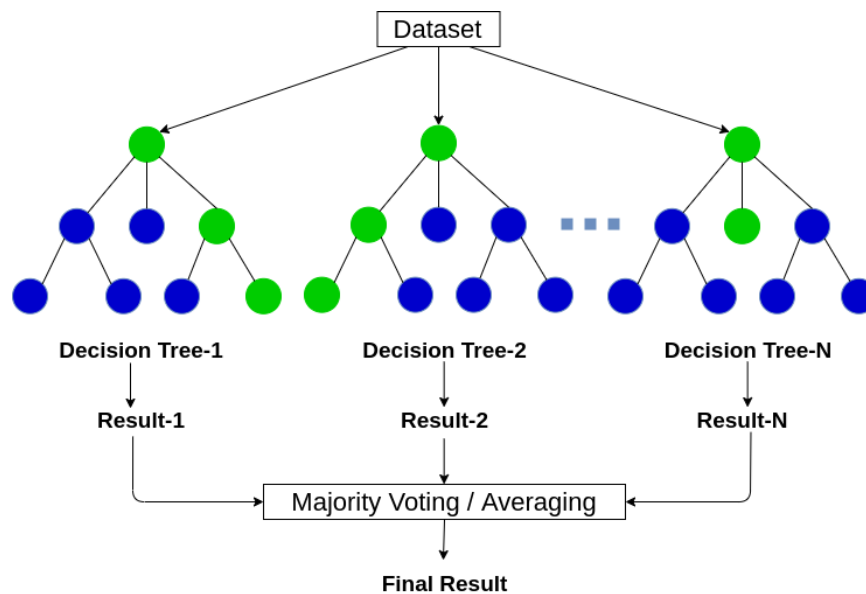 Dataset
Decision Tree-1
Decision Tree-2
Decision Tree-N
Result-1
Result-2
Result-N
Majority Voting / Averaging
Final Result